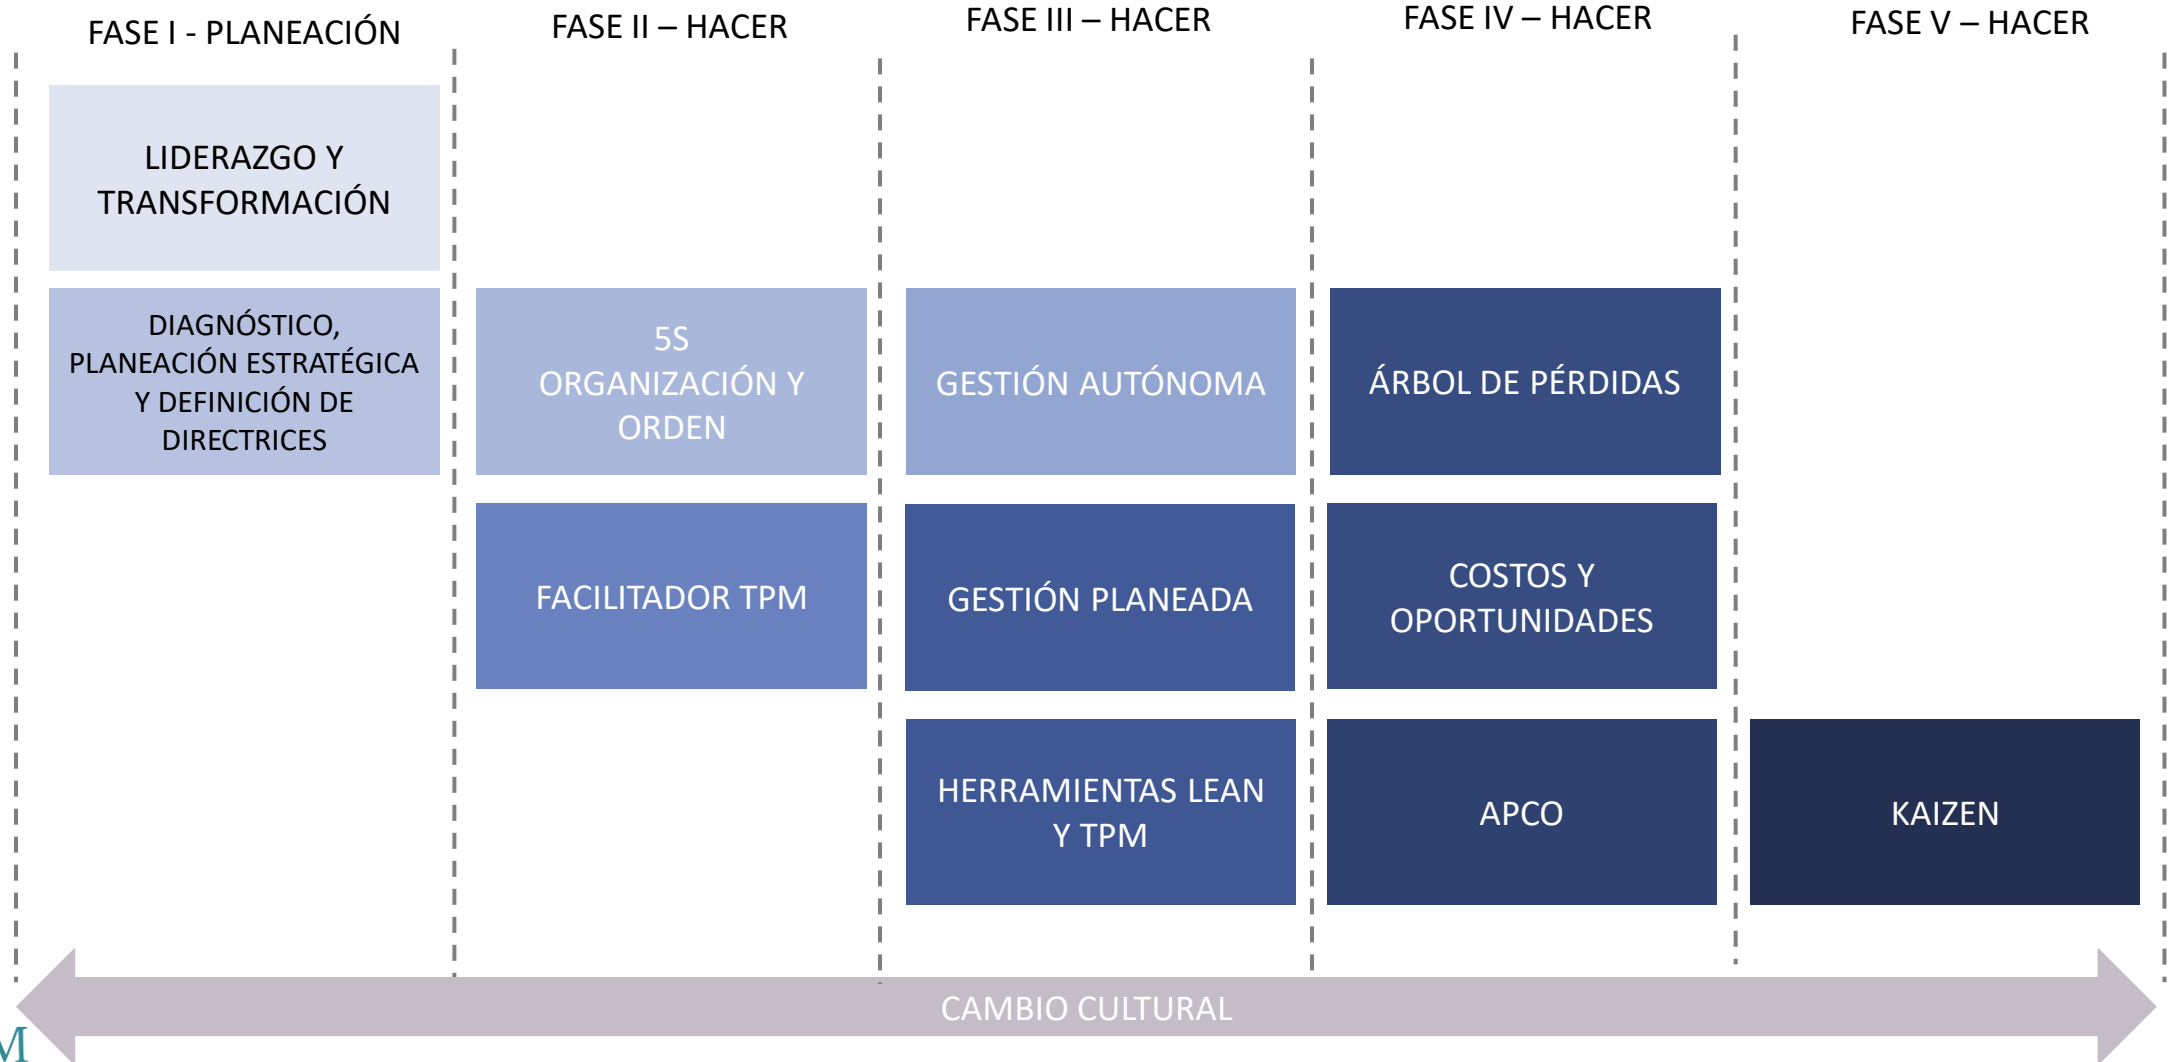 FASE I - PLANEACIÓN
FASE II – HACER
FASE III – HACER
FASE IV – HACER
FASE V – HACER
LIDERAZGO Y
TRANSFORMACIÓN
DIAGNÓSTICO,
PLANEACIÓN ESTRATÉGICA
Y DEFINICIÓN DE
DIRECTRICES
5S
ORGANIZACIÓN Y
ORDEN
GESTIÓN AUTÓNOMA
ÁRBOL DE PÉRDIDAS
FACILITADOR TPM
GESTIÓN PLANEADA
COSTOS Y
OPORTUNIDADES
HERRAMIENTAS LEAN
Y TPM
APCO
KAIZEN
CAMBIO CULTURAL
M